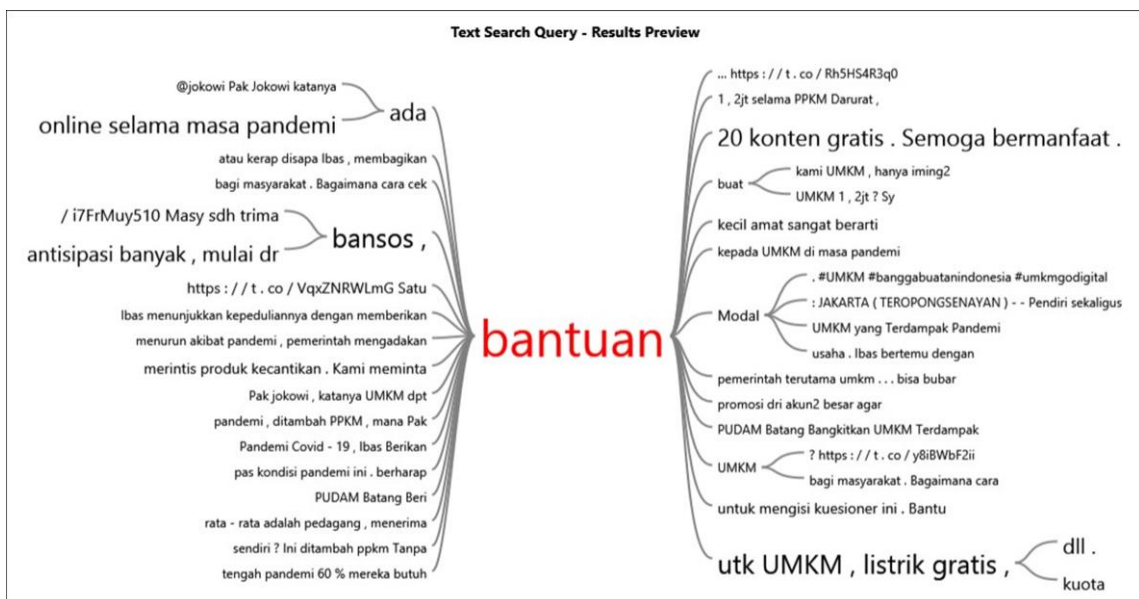 Text Search Query - Results Preview
@jokowi Pak Jokowi katanya
online selama masa pandemi
ada
atau kerap disapa Ibas , membagikan
bagi masyarakat . Bagaimana cara cek
/ i7FrMuy510 Masy sdh trima
antisipasi banyak , mulai dr
bansos ,
https : / / t . co / VqxZNRWLmG Satu
Ibas menunjukkan kepeduliannya dengan memberikan
menurun akibat pandemi , pemerintah mengadakan
merintis produk kecantikan . Kami meminta
Pak jokowi , katanya UMKM dpt
pandemi , ditambah PPKM , mana Pak
Pandemi Covid - 19 , Ibas Berikan
pas kondisi pandemi ini . berharap
PUDAM Batang Beri
rata - rata adalah pedagang , menerima
sendiri ? Ini ditambah ppkm Tanpa
tengah pandemi 60 % mereka butuh
bantuan
... https : / / t . co / Rh5HS4R3q0
1 , 2jt selama PPKM Darurat ,
20 konten gratis . Semoga bermanfaat .
buat
kami UMKM , hanya iming2
UMKM 1 , 2jt ? Sy
kecil amat sangat berarti
kepada UMKM di masa pandemi
Modal
. #UMKM #banggabuatanindonesia #umkmgodigital
: JAKARTA ( TEROPONGSENAYAN ) - - Pendiri sekaligus
UMKM yang Terdampak Pandemi
usaha . Ibas bertemu dengan
pemerintah terutama umkm . . . bisa bubar
promosi dri akun2 besar agar
PUDAM Batang Bangkitkan UMKM Terdampak
UMKM
? https : / / t . co / y8iBWbF2ii
bagi masyarakat . Bagaimana cara
untuk mengisi kuesioner ini . Bantu
utk UMKM , listrik gratis ,
dll .
kuota